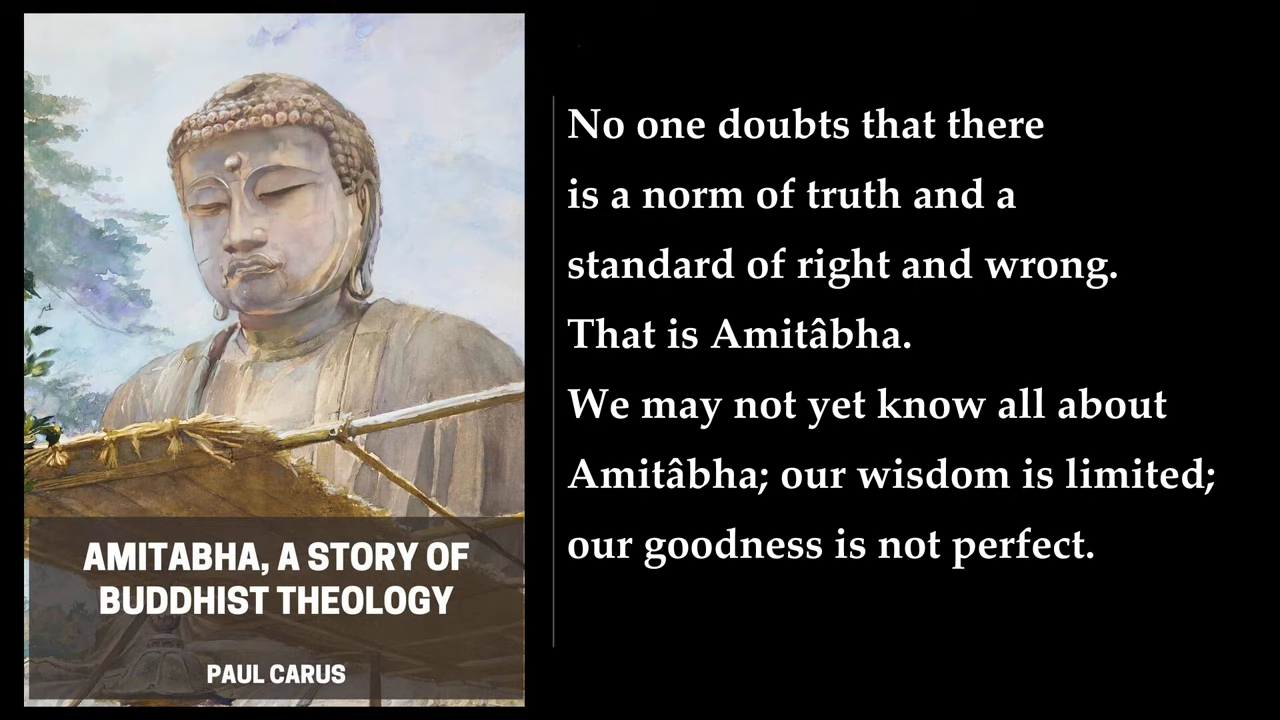 AMITABHA, A STORY OF
BUDDHIST THEOLOGY
PAUL CARUS
No one doubts that there
is a norm of truth and a
standard of right and wrong.
That is Amitâbha.
We may not yet know all about
Amitâbha; our wisdom is limited;
our goodness is not perfect.